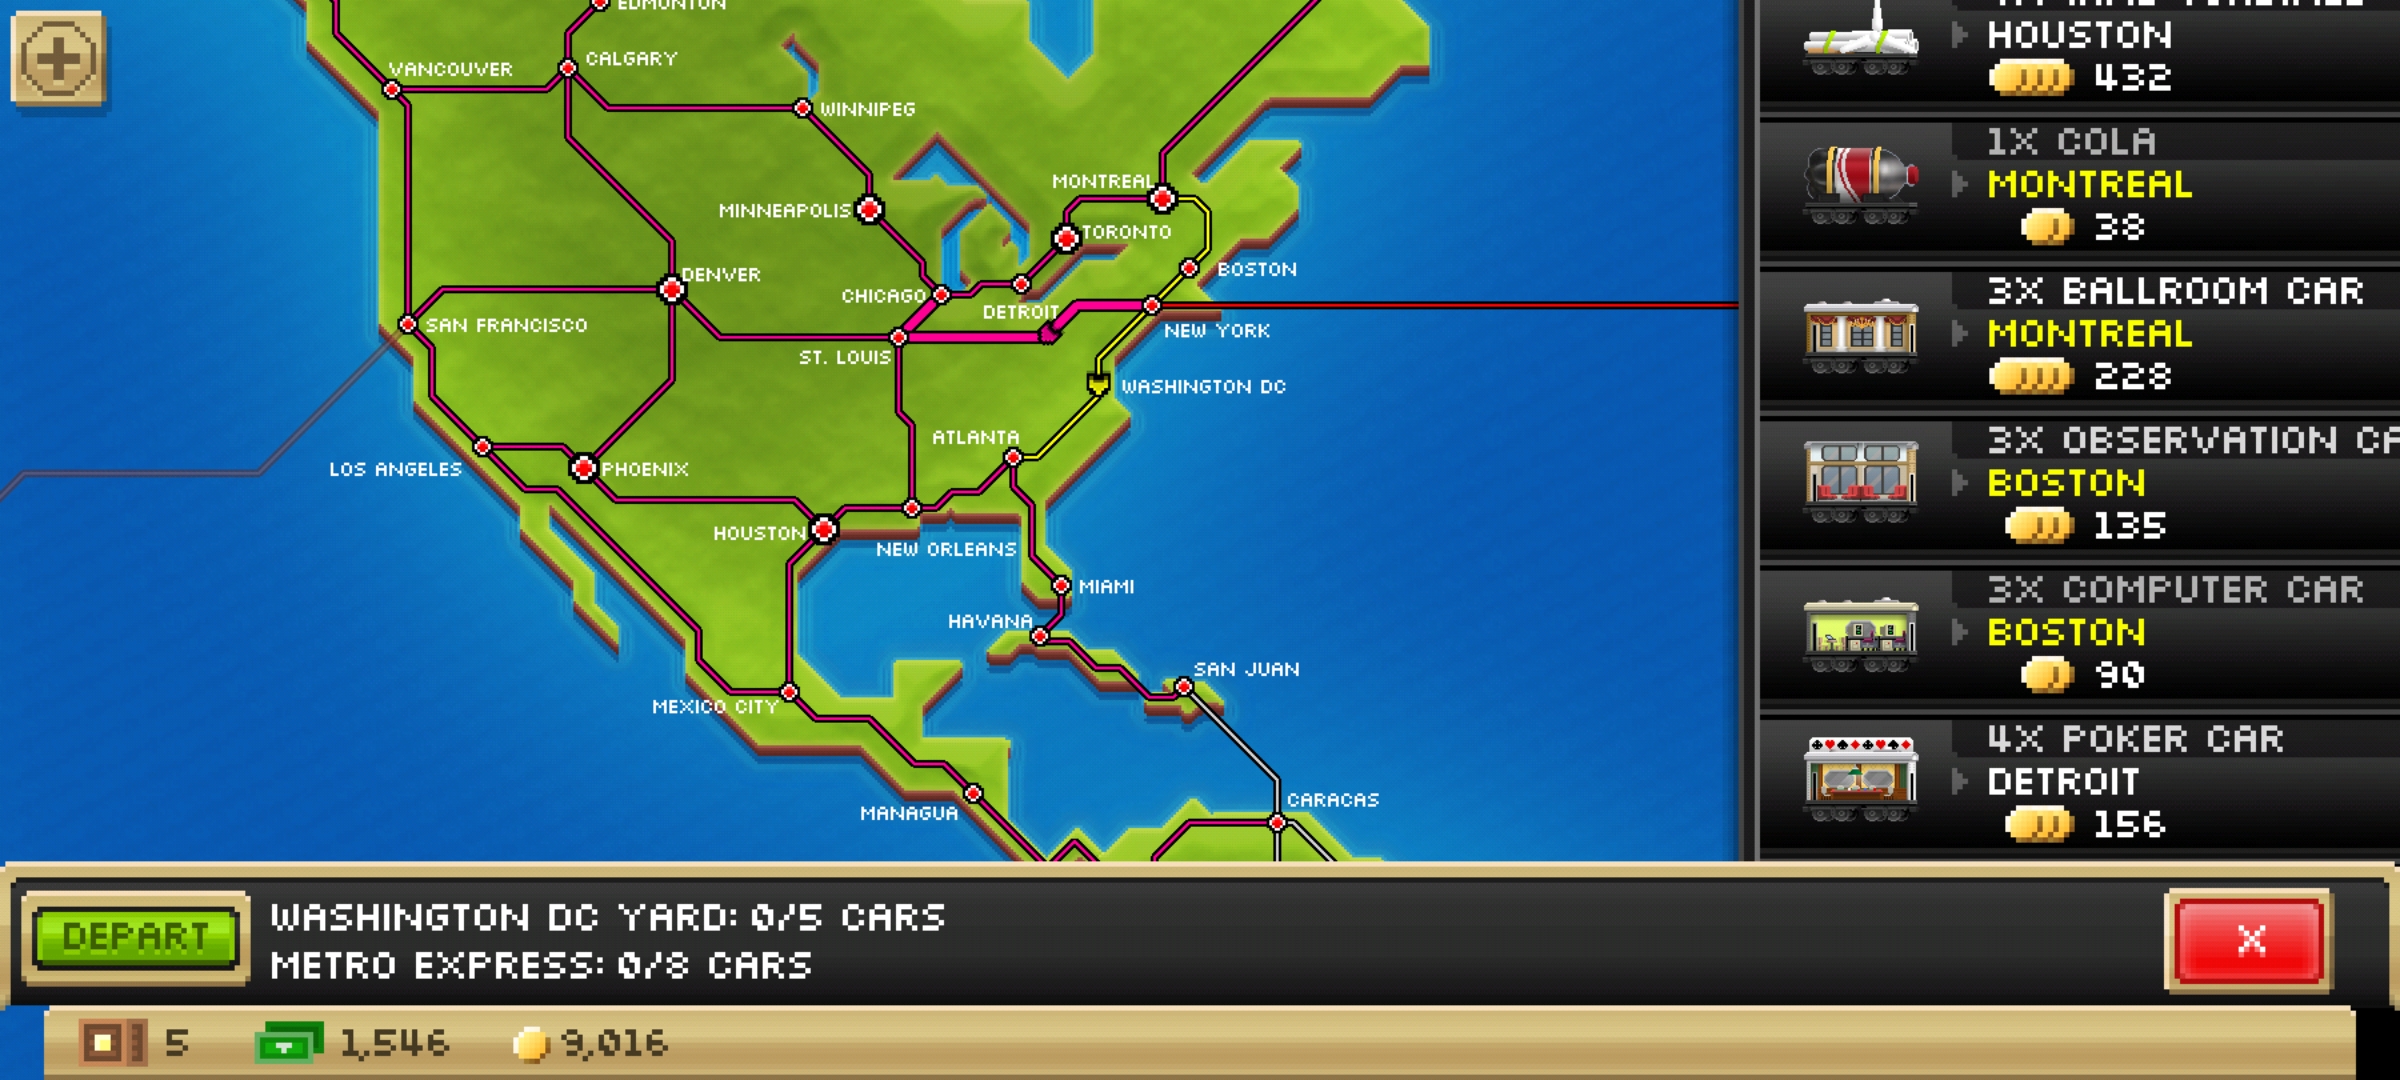 EDMONTON
CALGARY
VANCOUVER
WINNIPEG
MONTREAL
MINNEAPOLIS
TORONTO
DENVER
BOSTON
CHICAGO
DETROIT
SAN FRANCISCO
NEW YORK
ST. LOUIS
WASHINGTON DC
ATLANTA
LOS ANGELES
PHOENIX
HOUSTON
NEW ORLEANS
MIAMI
HAVANA
SAN JUAN
MEXICO CITY
CARACAS
MANAGUA
HOUSTON
432
1X COLA
MONTREAL
38
3X BALLROOM CAR
MONTREAL
228
3X OBSERVATION CA
BOSTON
135
3X COMPUTER CAR
BOSTON
90
4X POKER CAR
DETROIT
156
DEPART
WASHINGTON DC YARD: 0/5 CARS
METRO EXPRESS: 0/8 CARS
X
5
1,546
9,016